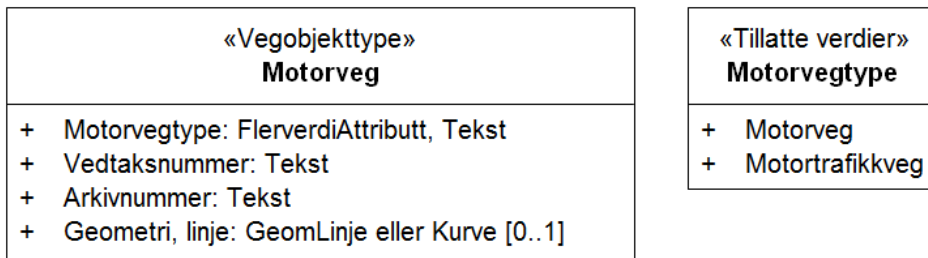 «Vegobjekttype»
Motorveg
+ Motorvegtype: FlerverdiAttributt, Tekst
+ Vedtaksnummer: Tekst
+ Arkivnummer: Tekst
+ Geometri, linje: GeomLinje eller Kurve [0..1]
«Tillatte verdier»
Motorvegtype
+ Motorveg
+ Motortrafikkveg